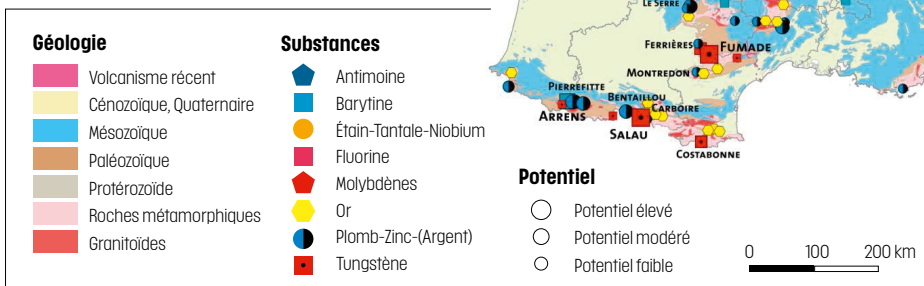 Géologie
Volcanisme récent
Cénozoïque, Quaternaire
Mésozoïque
Paléozoïque
Protérozoïde
Roches métamorphiques
Granitoïdes
Substances
Antimoine
Barytine
Étain-Tantale-Niobium
Fluorine
Molybdènes
Or
Plomb-Zinc-(Argent)
Tungstène
LE SERRE
FERRIÈRES
FUMADE
MONTREDON
PIERREFITTE
BENTAILLOU
CARBOIRE
ARRENS
SALAU
COSTABONNE
Potentiel
Potentiel élevé
Potentiel modéré
Potentiel faible
0 100 200 km